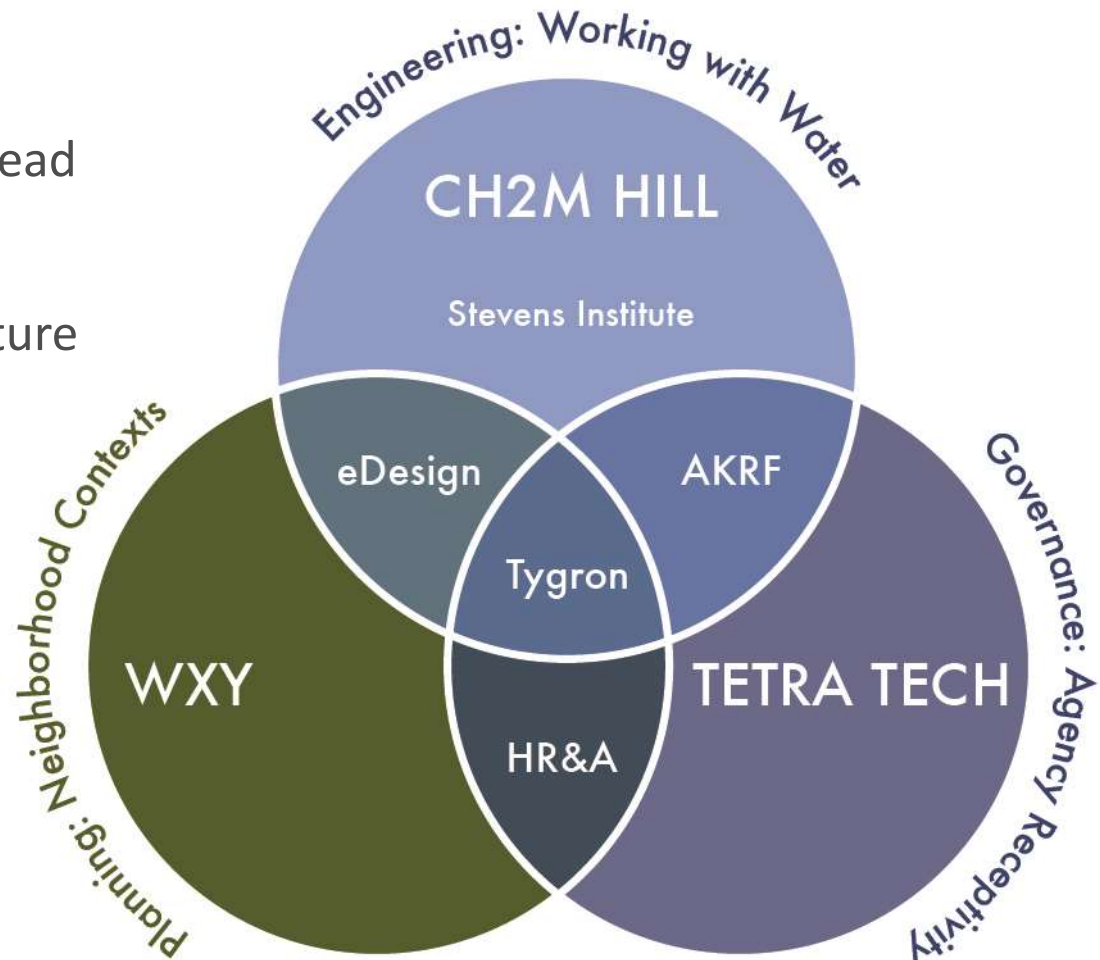 Engineering: Working with Water
ead
CH2M HILL
Stevens Institute
ture
Planning: Neighborhood Contexts
Governance: Agency Receptivity
eDesign
AKRF
Tygron
WXY
TETRA TECH
HR&A